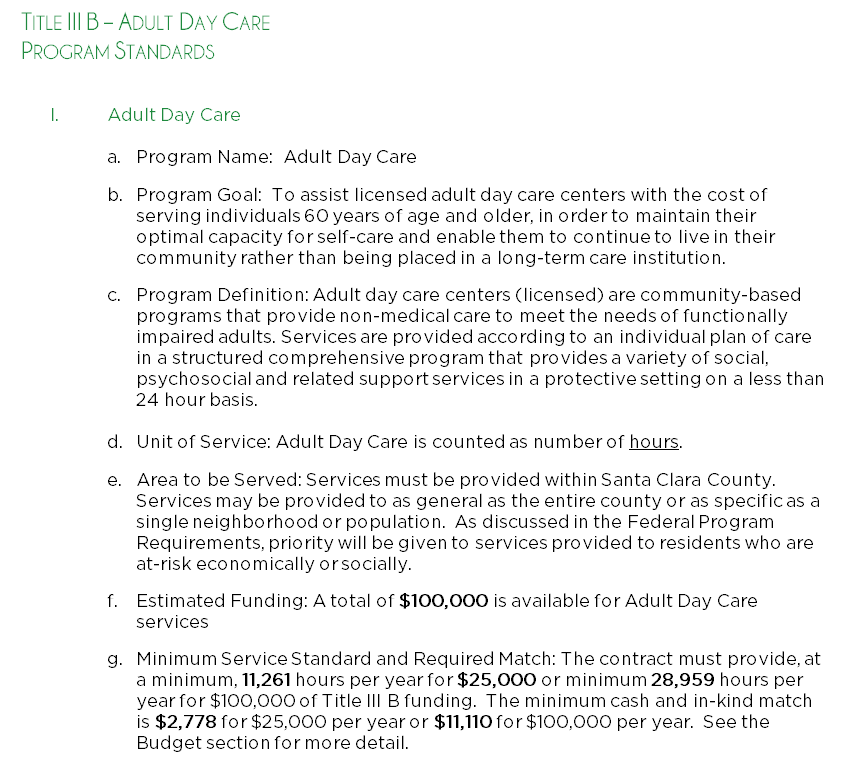 TITLE III B – ADULT DAY CARE
PROGRAM STANDARDS
I. Adult Day Care
a. Program Name: Adult Day Care
b. Program Goal: To assist licensed adult day care centers with the cost of
serving individuals 60 years of age and older, in order to maintain their
optimal capacity for self-care and enable them to continue to live in their
community rather than being placed in a long-term care institution.
c. Program Definition: Adult day care centers (licensed) are community-based
programs that provide non-medical care to meet the needs of functionally
impaired adults. Services are provided according to an individual plan of care
in a structured comprehensive program that provides a variety of social,
psychosocial and related support services in a protective setting on a less than
24 hour basis.
d. Unit of Service: Adult Day Care is counted as number of hours.
e. Area to be Served: Services must be provided within Santa Clara County.
Services may be provided to as general as the entire county or as specific as a
single neighborhood or population. As discussed in the Federal Program
Requirements, priority will be given to services provided to residents who are
at-risk economically or socially.
f. Estimated Funding: A total of $100,000 is available for Adult Day Care
services
g. Minimum Service Standard and Required Match: The contract must provide, at
a minimum, 11,261 hours per year for $25,000 or minimum 28,959 hours per
year for $100,000 of Title III B funding. The minimum cash and in-kind match
is $2,778 for $25,000 per year or $11,110 for $100,000 per year. See the
Budget section for more detail.